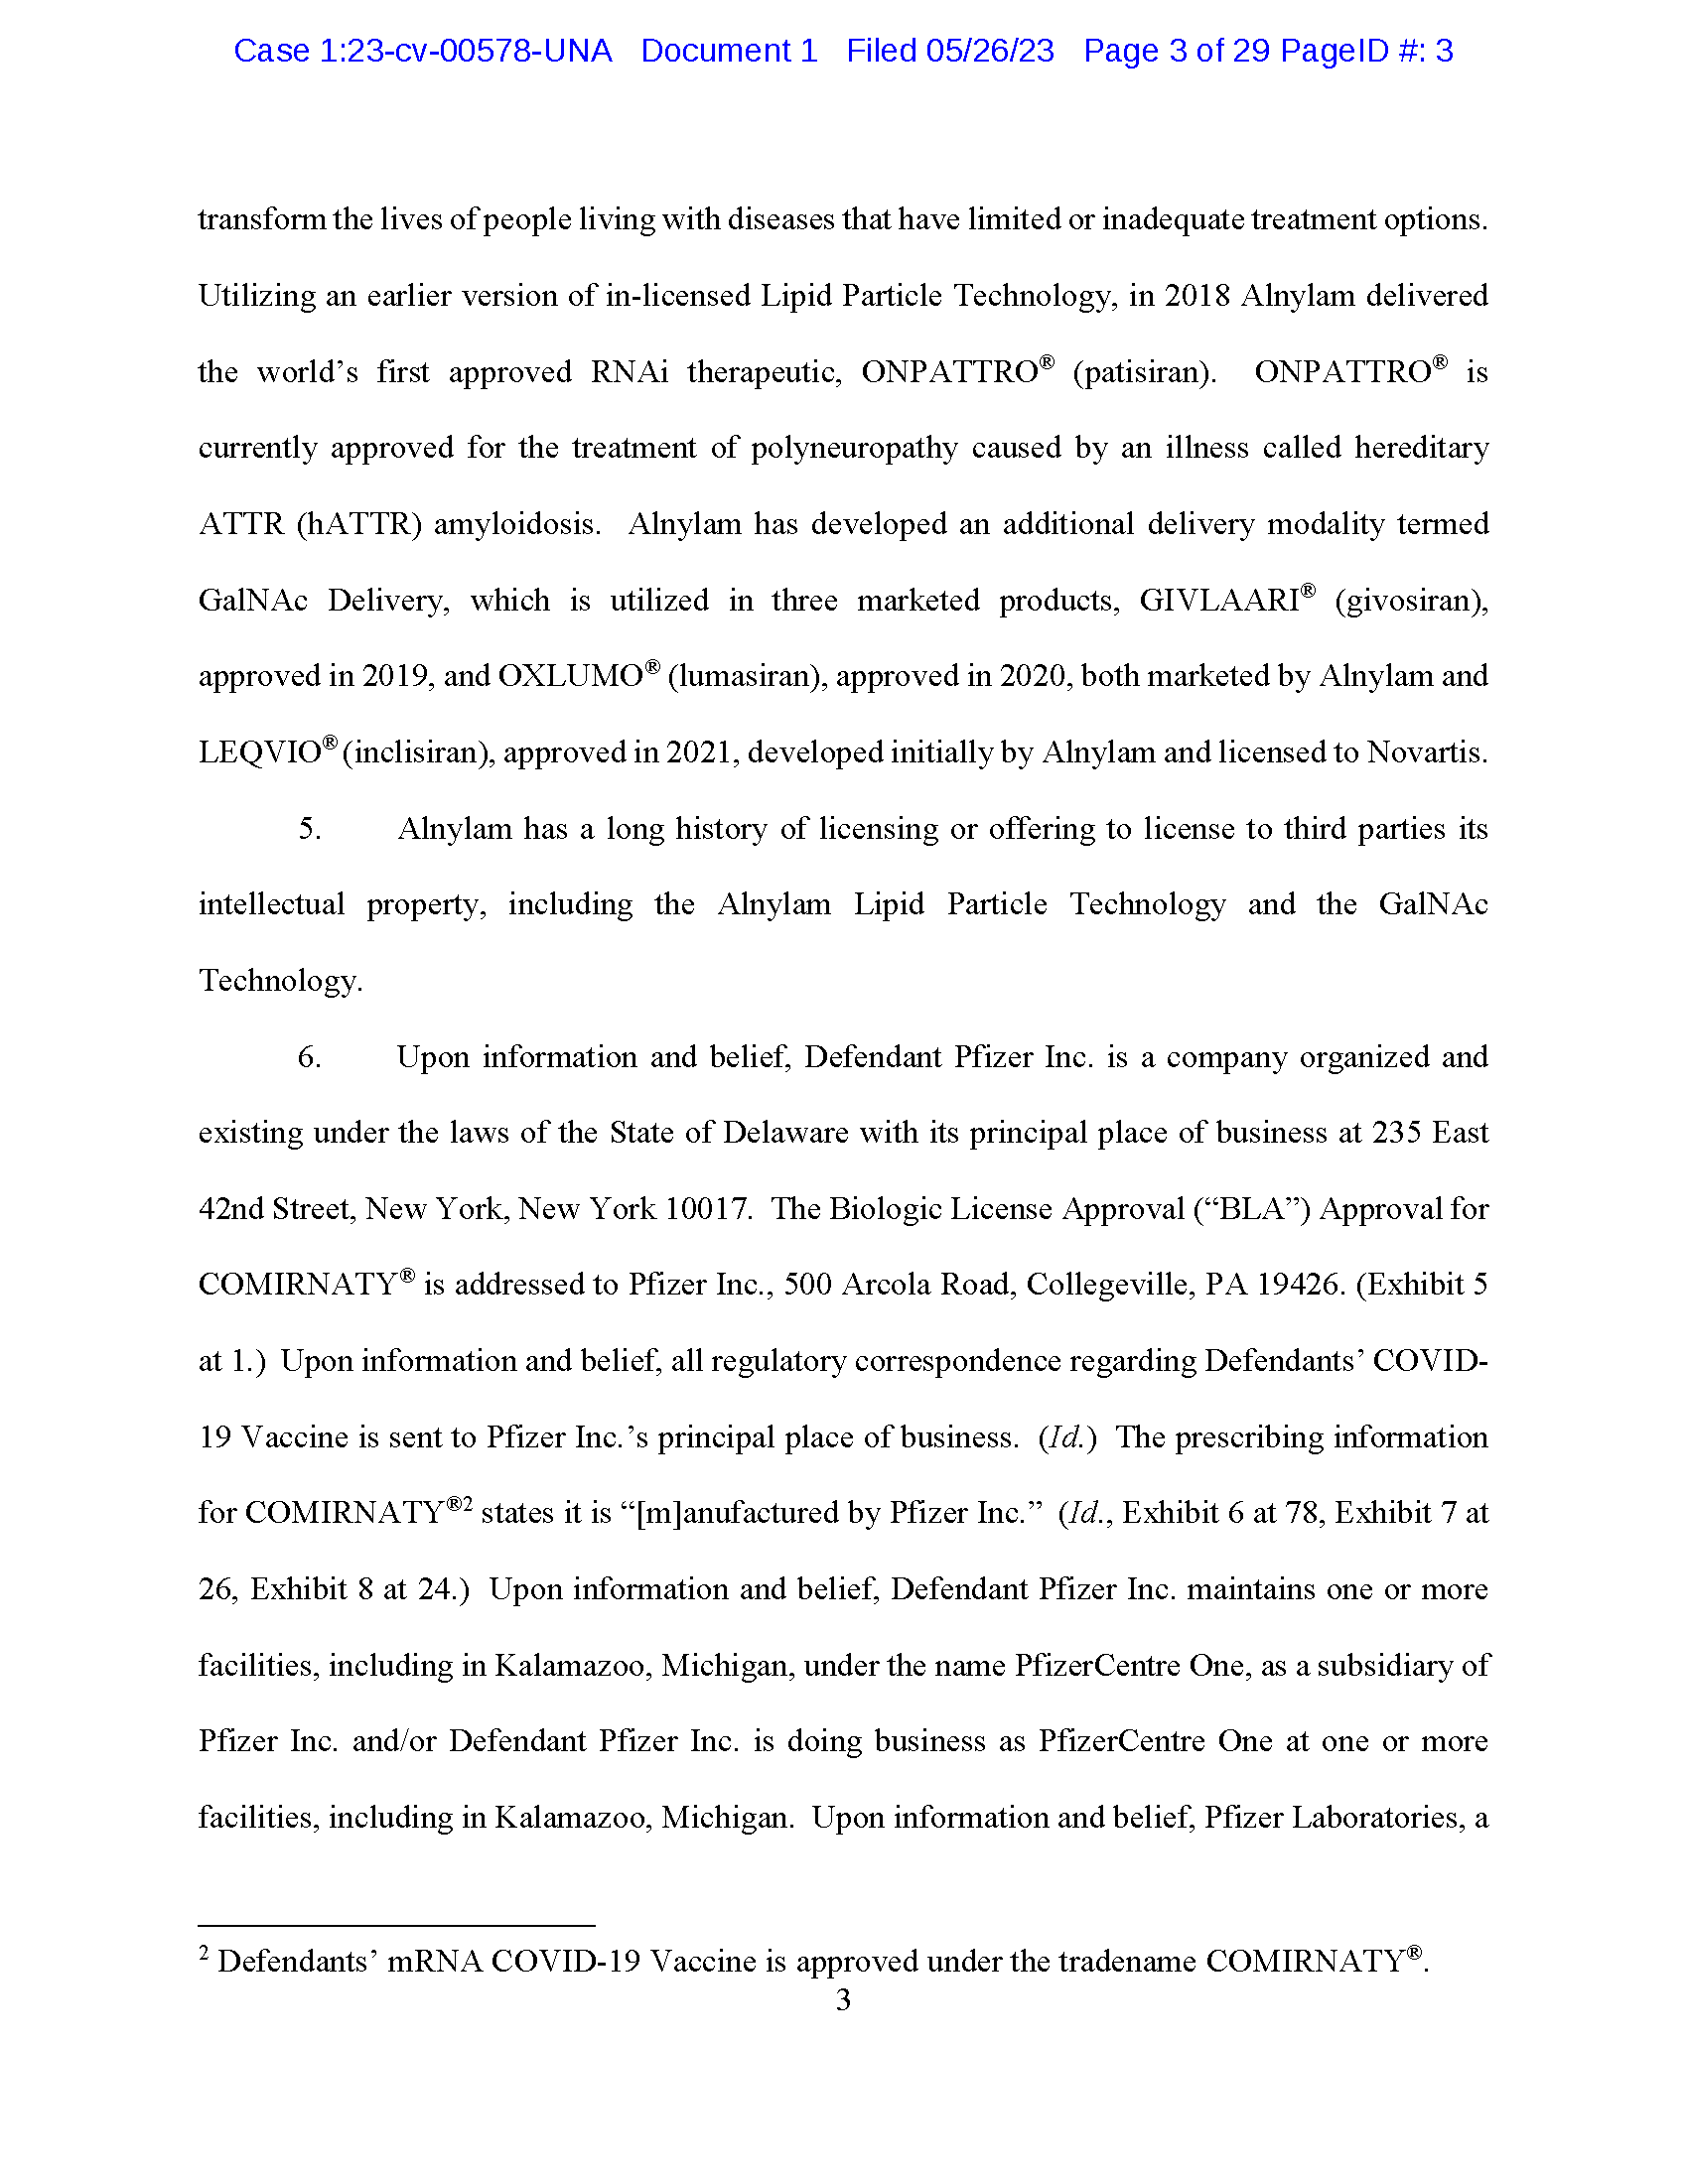 Case 1:23-cv-00578-UNA Document 1 Filed 05/26/23 Page 3 of 29 PageID #: 3
transform the lives of people living with diseases that have limited or inadequate treatment options.
Utilizing an earlier version of in-licensed Lipid Particle Technology, in 2018 Alnylam delivered
the world’s first approved RNAi therapeutic, ONPATTRO® (patisiran). ONPATTRO® is
currently approved for the treatment of polyneuropathy caused by an illness called hereditary
ATTR (hATTR) amyloidosis. Alnylam has developed an additional delivery modality termed
GalNAc Delivery, which is utilized in three marketed products, GIVLAARI® (givosiran),
approved in 2019, and OXLUMO® (lumasiran), approved in 2020, both marketed by Alnylam and
LEQVIO® (inclisiran), approved in 2021, developed initially by Alnylam and licensed to Novartis.
5. Alnylam has a long history of licensing or offering to license to third parties its
intellectual property, including the Alnylam Lipid Particle Technology and the GalNAc
Technology.
6. Upon information and belief, Defendant Pfizer Inc. is a company organized and
existing under the laws of the State of Delaware with its principal place of business at 235 East
42nd Street, New York, New York 10017. The Biologic License Approval (“BLA”) Approval for
COMIRNATY® is addressed to Pfizer Inc., 500 Arcola Road, Collegeville, PA 19426. (Exhibit 5
at 1.) Upon information and belief, all regulatory correspondence regarding Defendants’ COVID-
19 Vaccine is sent to Pfizer Inc.’s principal place of business. (Id.) The prescribing information
for COMIRNATY®2 states it is “[m]anufactured by Pfizer Inc.” (Id., Exhibit 6 at 78, Exhibit 7 at
26, Exhibit 8 at 24.) Upon information and belief, Defendant Pfizer Inc. maintains one or more
facilities, including in Kalamazoo, Michigan, under the name PfizerCentre One, as a subsidiary of
Pfizer Inc. and/or Defendant Pfizer Inc. is doing business as PfizerCentre One at one or more
facilities, including in Kalamazoo, Michigan. Upon information and belief, Pfizer Laboratories, a
2 Defendants’ mRNA COVID-19 Vaccine is approved under the tradename COMIRNATY®.
3